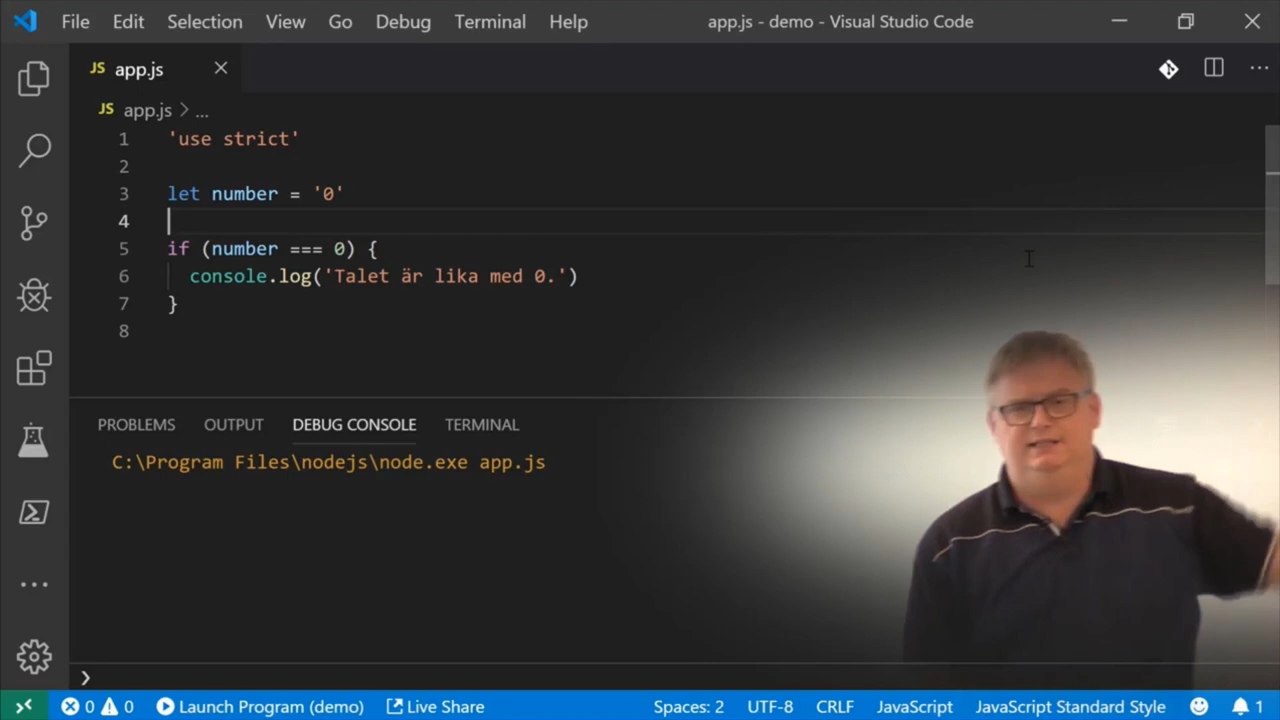 File Edit Selection View Go Debug Terminal Help app.js - demo - Visual Studio Code
JS app.js
JS app.js > ...
1 'use strict'
2
3 let number = '0'
4
5 if (number === 0) {
6 console.log('Talet är lika med 0.')
7 }
8
PROBLEMS OUTPUT DEBUG CONSOLE TERMINAL
C:\Program Files\nodejs\node.exe app.js
0 0 Launch Program (demo) Live Share Spaces: 2 UTF-8 CRLF JavaScript JavaScript Standard Style 1